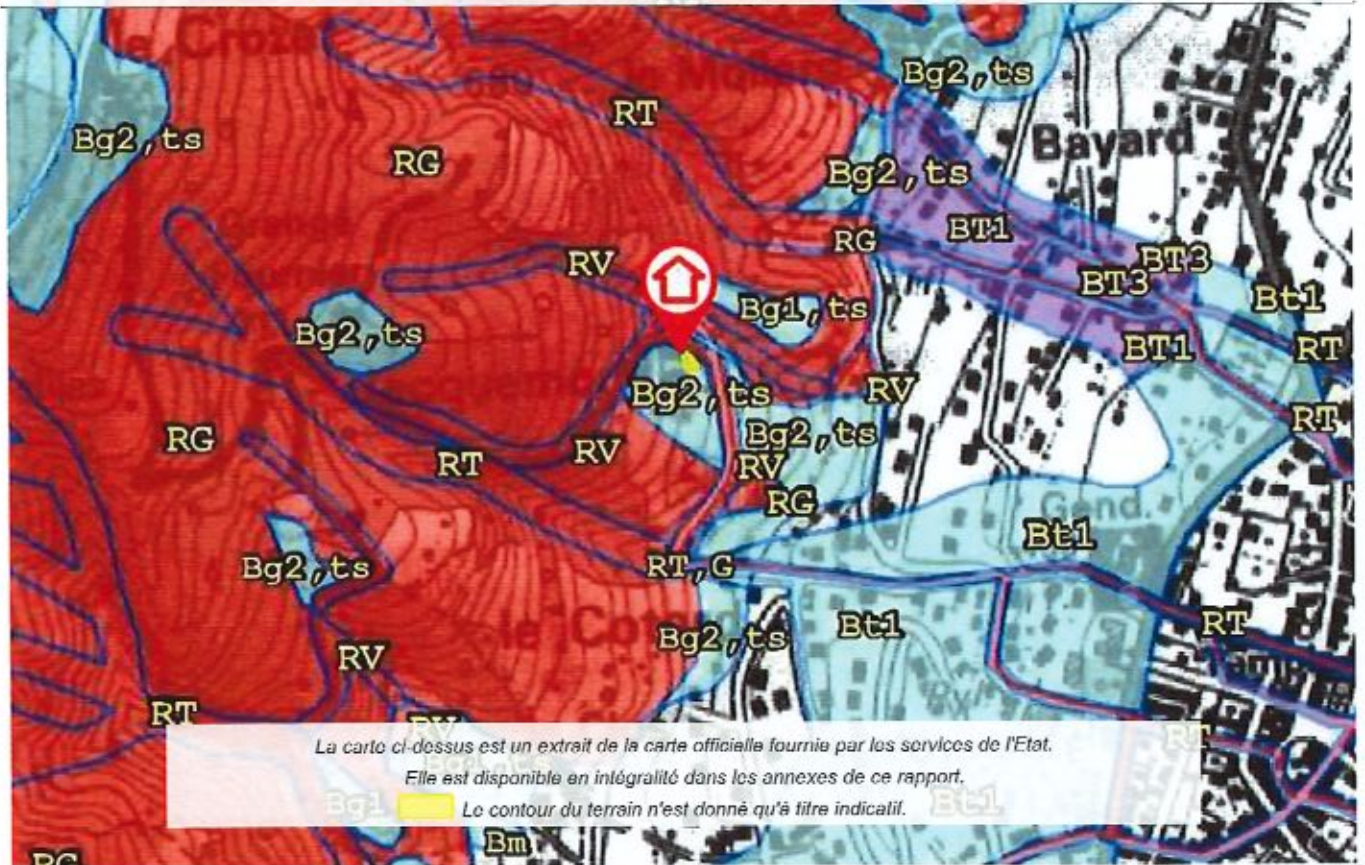 Bg2,ts
Bg2,ts
RT
Bayard
RG
Bg2,ts
BT1
RG
BT3
RV
BT3
Bg1,ts
Bt1
Bg2,ts
BT1
RT
Bg2,ts
RV
RT
Bg2,ts
RG
RV
RT
RV
RG
Gend.
Bt1
RT,G
Bg2,ts
Bt1
RT
Bg2,ts
RV
RT
RV
RT
La carte ci-dessus est un extrait de la carte officielle fournie par les services de l'Etat.
Elle est disponible en intégralité dans les annexes de ce rapport.
Le contour du terrain n'est donné qu'à titre indicatif.
Bg1
Bt1
Bm
RG